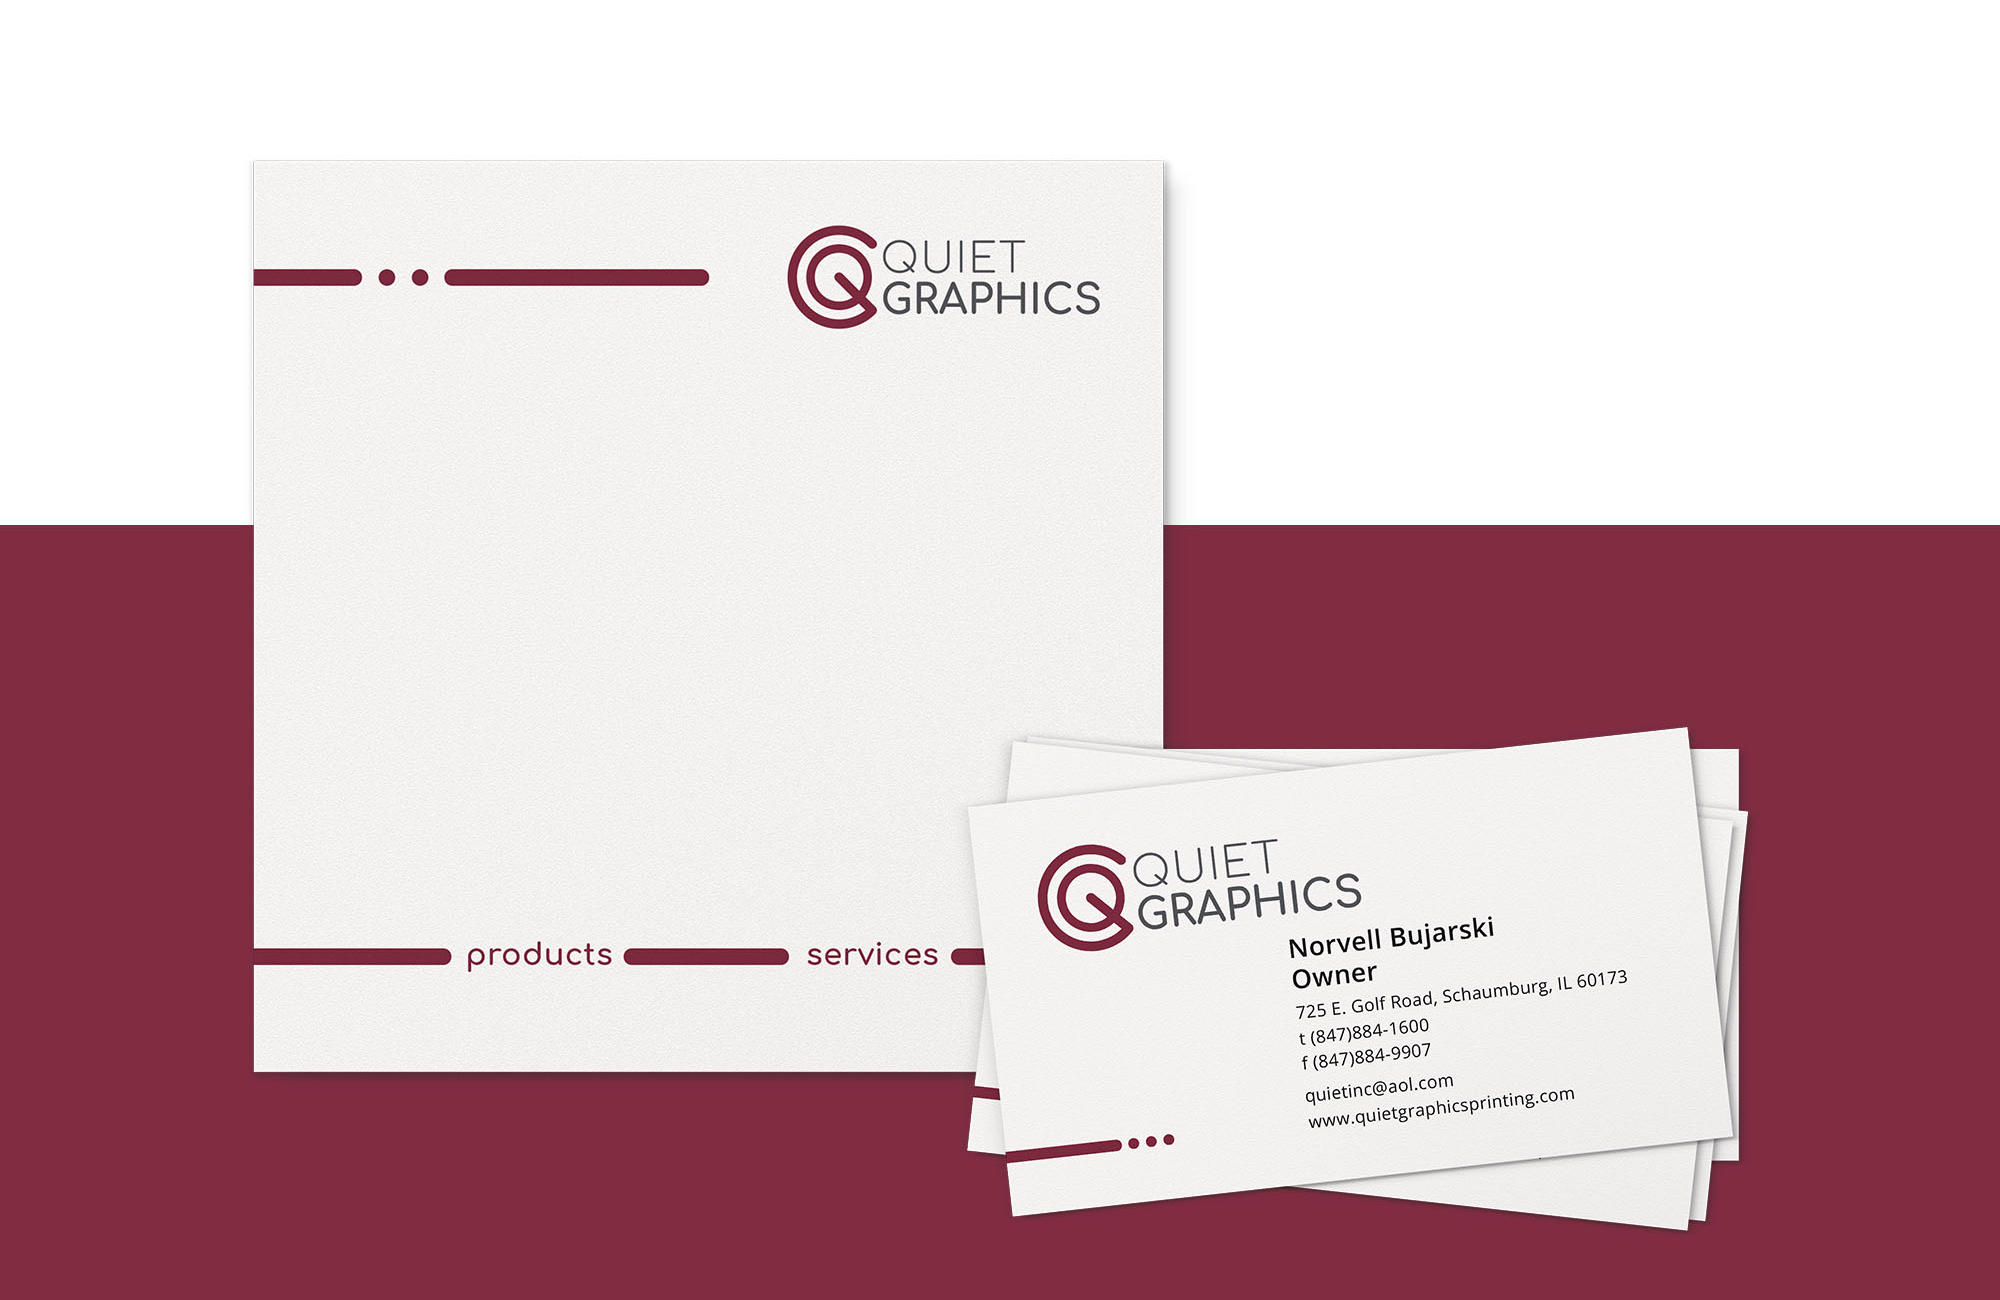 QUIET
GRAPHICS
products services
QUIET
GRAPHICS
Norvell Bujarski
Owner
725 E. Golf Road, Schaumburg, IL 60173
t (847)884-1600
f (847)884-9907
quietinc@aol.com
www.quietgraphicsprinting.com